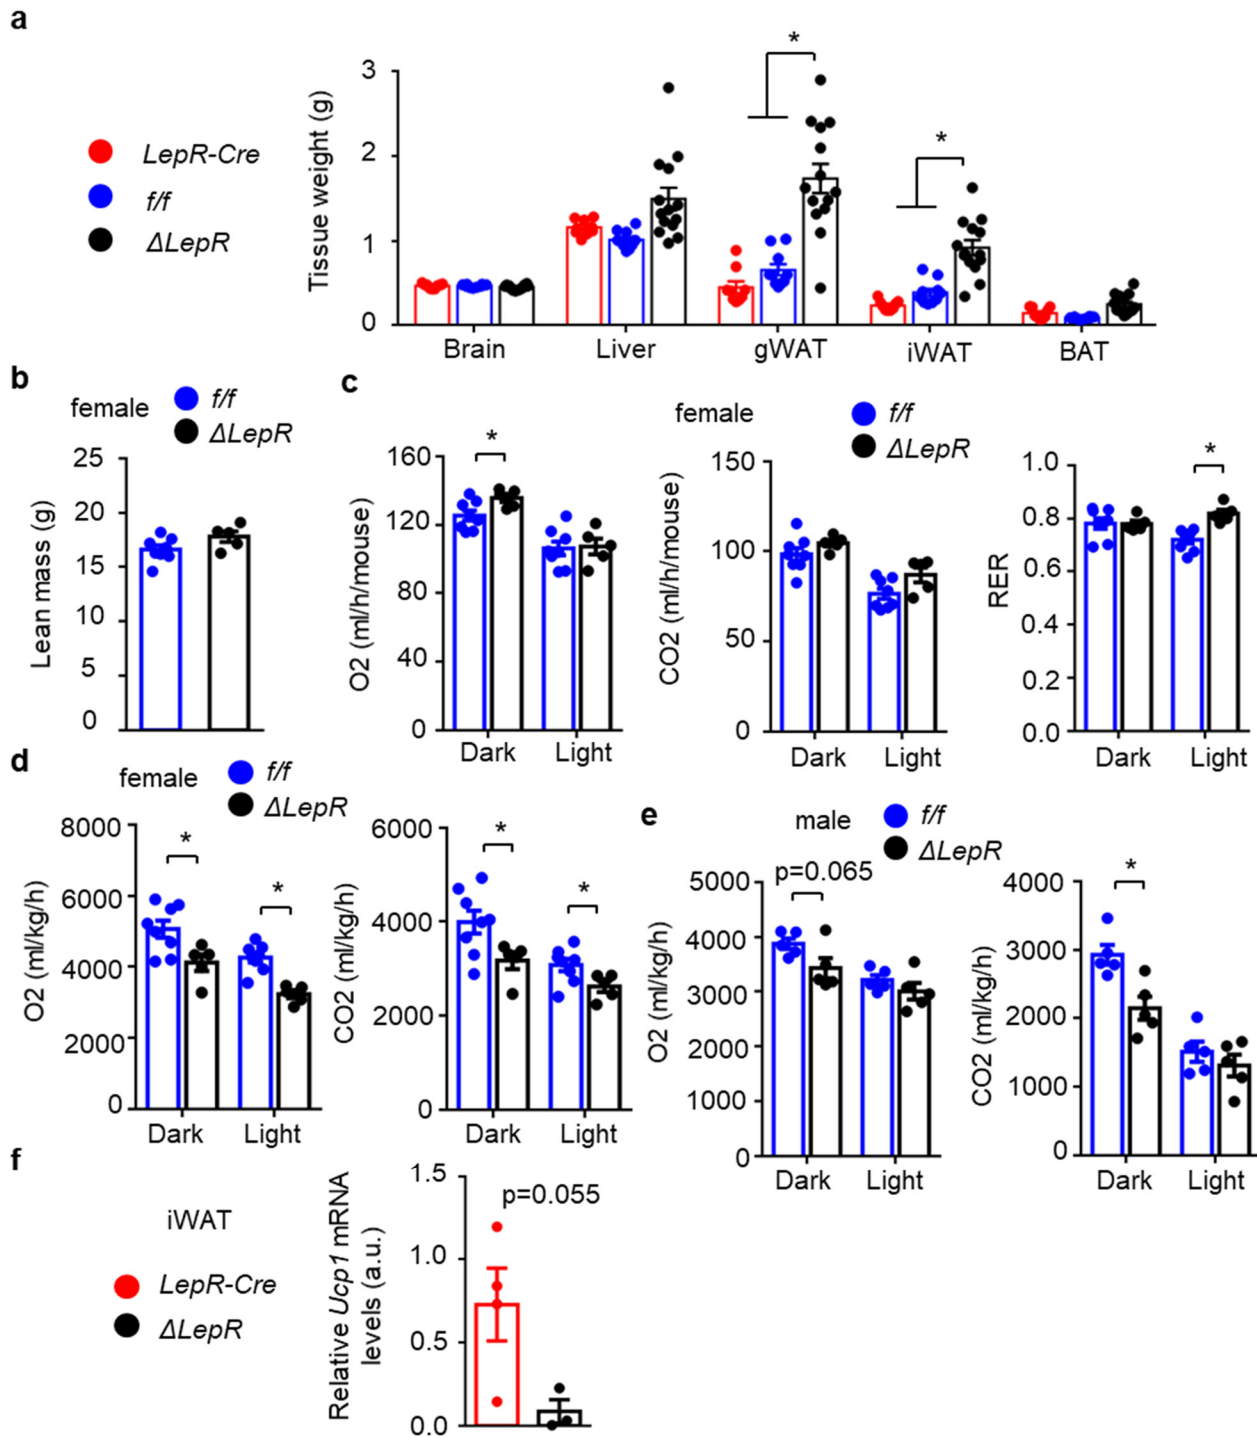 a
*
*
3
2
1
0
Tissue weight (g)
LepR-Cre
f/f
ΔLepR
Brain Liver gWAT iWAT BAT
b
female
f/f
ΔLepR
25
20
15
10
5
0
Lean mass (g)
c
female
f/f
ΔLepR
*
160
120
80
40
0
O2 (ml/h/mouse)
Dark Light
150
100
50
0
CO2 (ml/h/mouse)
Dark Light
*
1.0
0.8
0.6
0.4
0.2
0.0
RER
Dark Light
d
female
f/f
ΔLepR
*
*
8000
6000
4000
2000
0
O2 (ml/kg/h)
Dark Light
*
*
6000
4000
2000
0
CO2 (ml/kg/h)
Dark Light
e
male
f/f
ΔLepR
p=0.065
5000
4000
3000
2000
1000
0
O2 (ml/kg/h)
Dark Light
*
4000
3000
2000
1000
0
CO2 (ml/kg/h)
Dark Light
f
iWAT
LepR-Cre
ΔLepR
p=0.055
1.5
1.0
0.5
0.0
Relative Ucp1 mRNA
levels (a.u.)